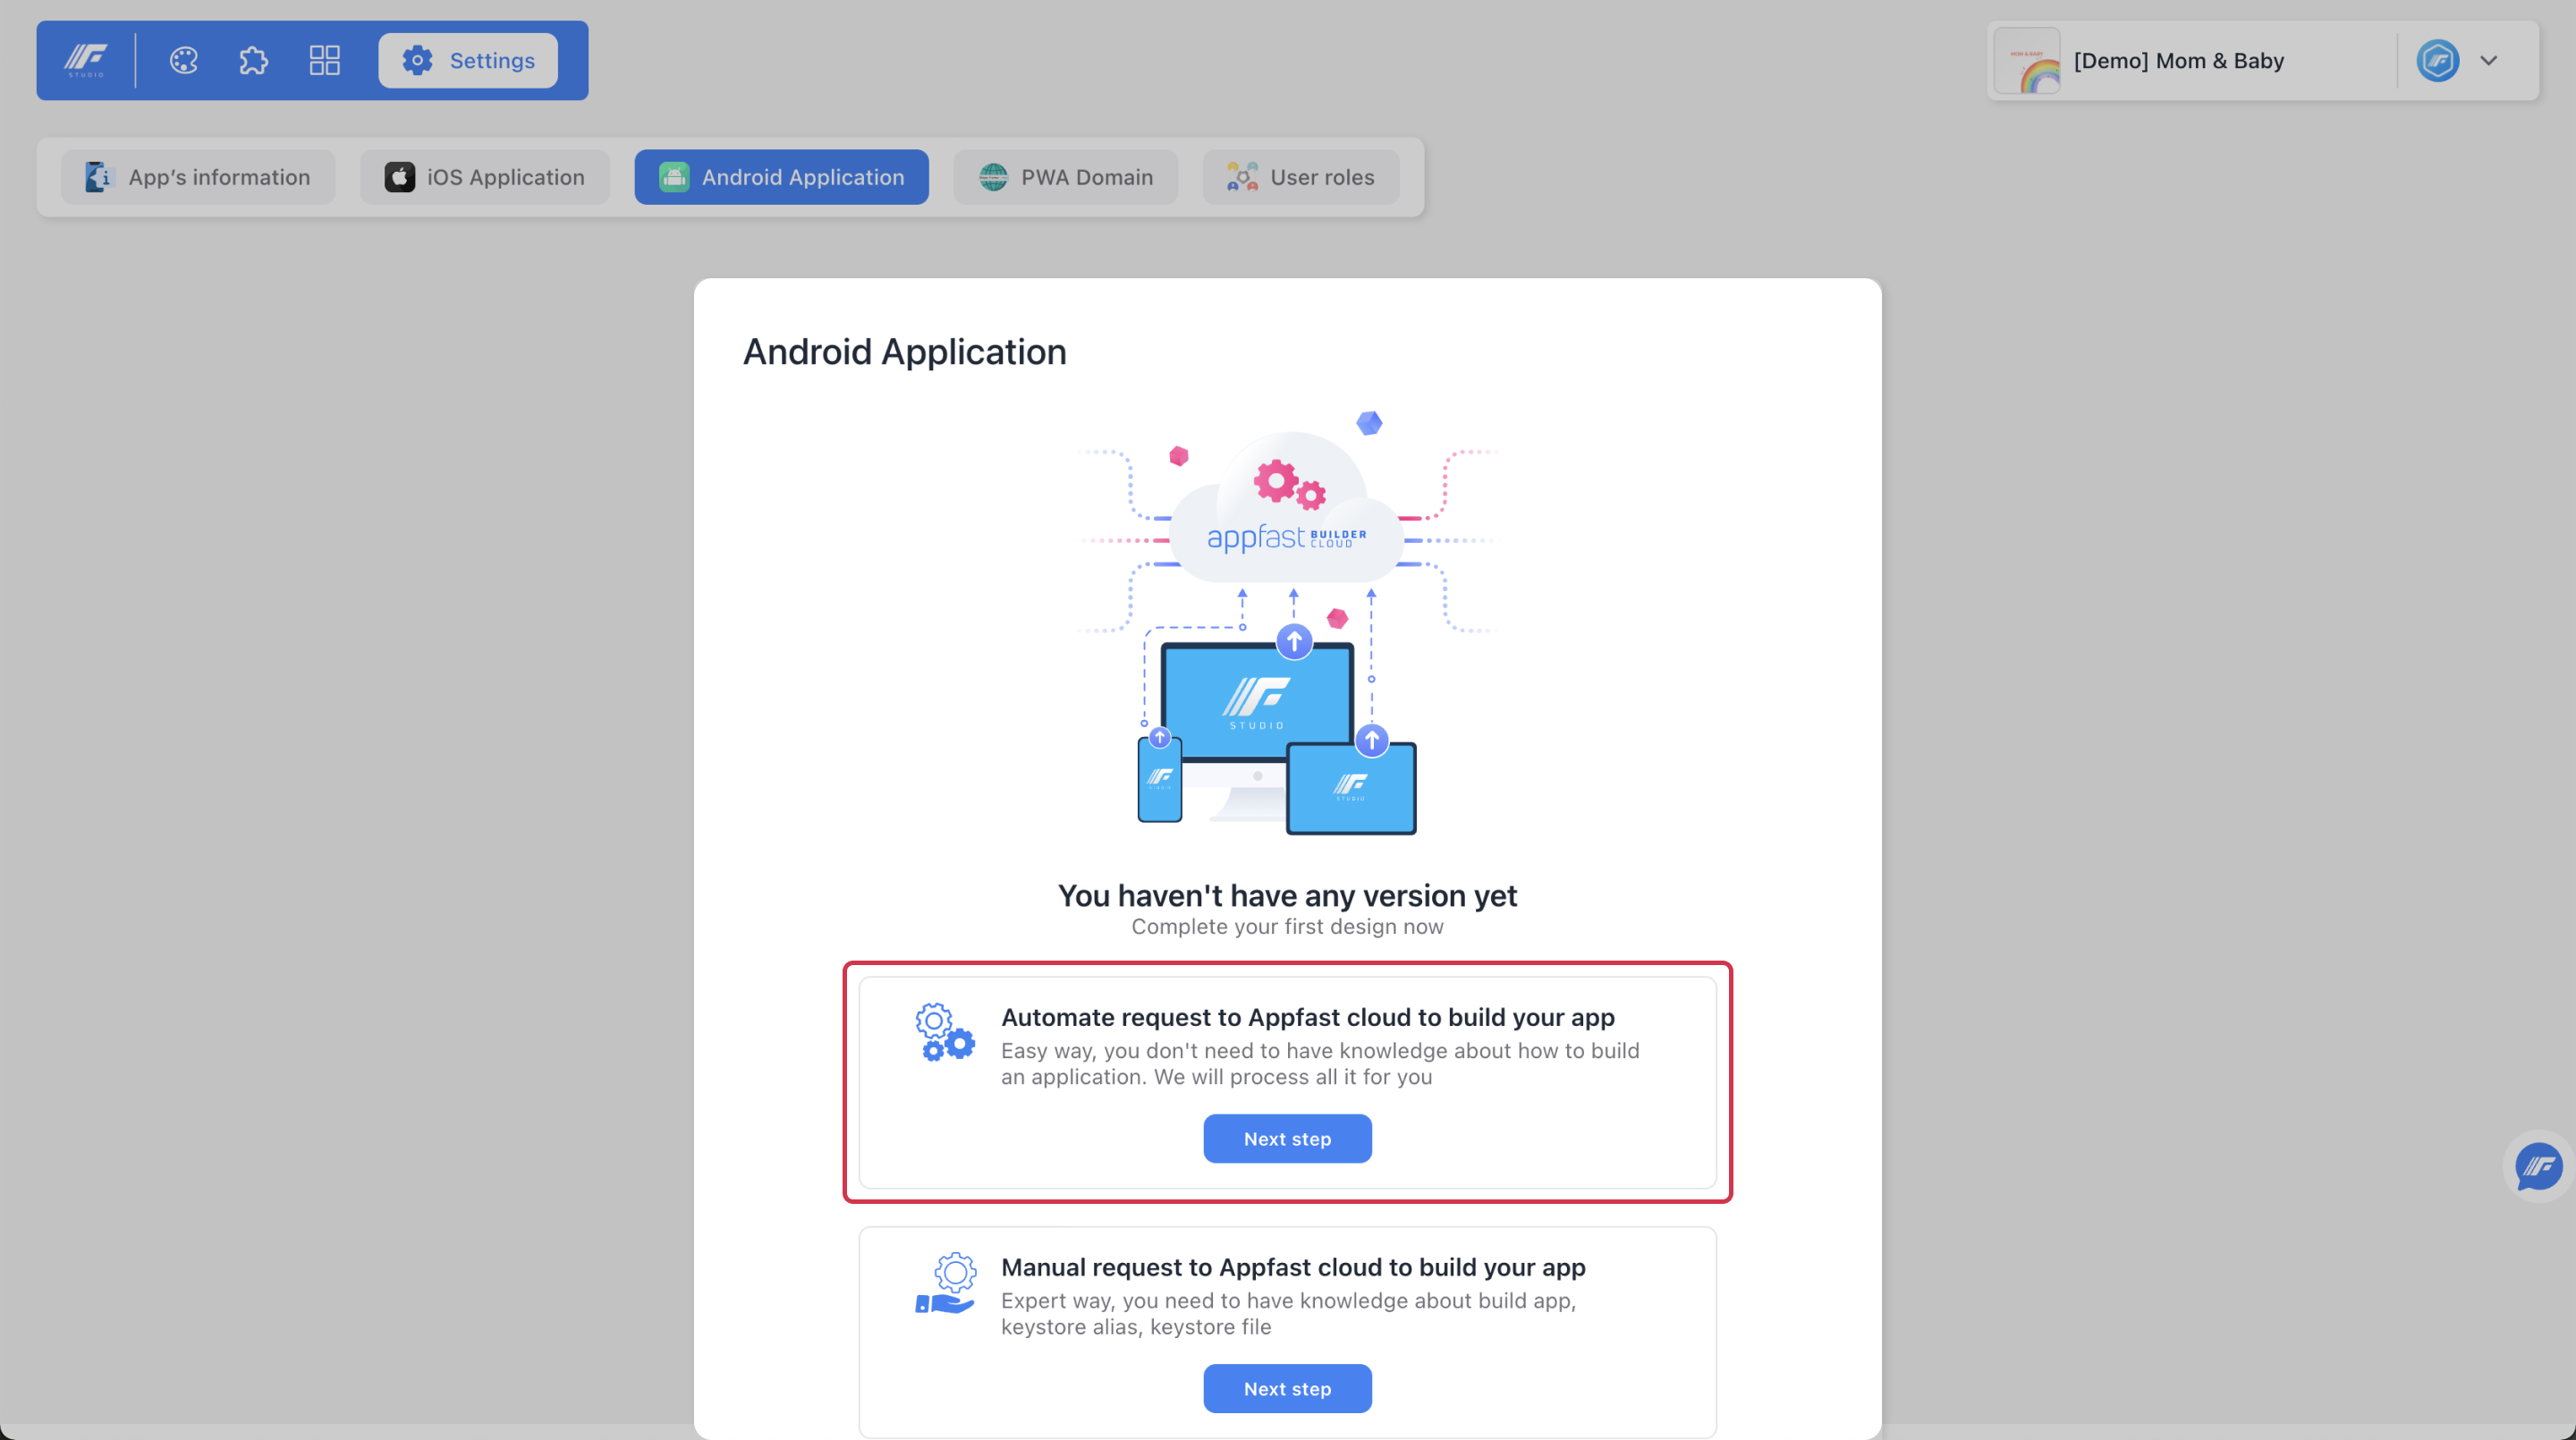 STUDIO
Settings
MOM & BABY
[Demo] Mom & Baby
App's information
iOS Application
Android Application
PWA Domain
User roles
Android Application
appfast BUILDER
CLOUD
STUDIO
STUDIO
You haven't have any version yet
Complete your first design now
Automate request to Appfast cloud to build your app
Easy way, you don't need to have knowledge about how to build
an application. We will process all it for you
Next step
Manual request to Appfast cloud to build your app
Expert way, you need to have knowledge about build app,
keystore alias, keystore file
Next step